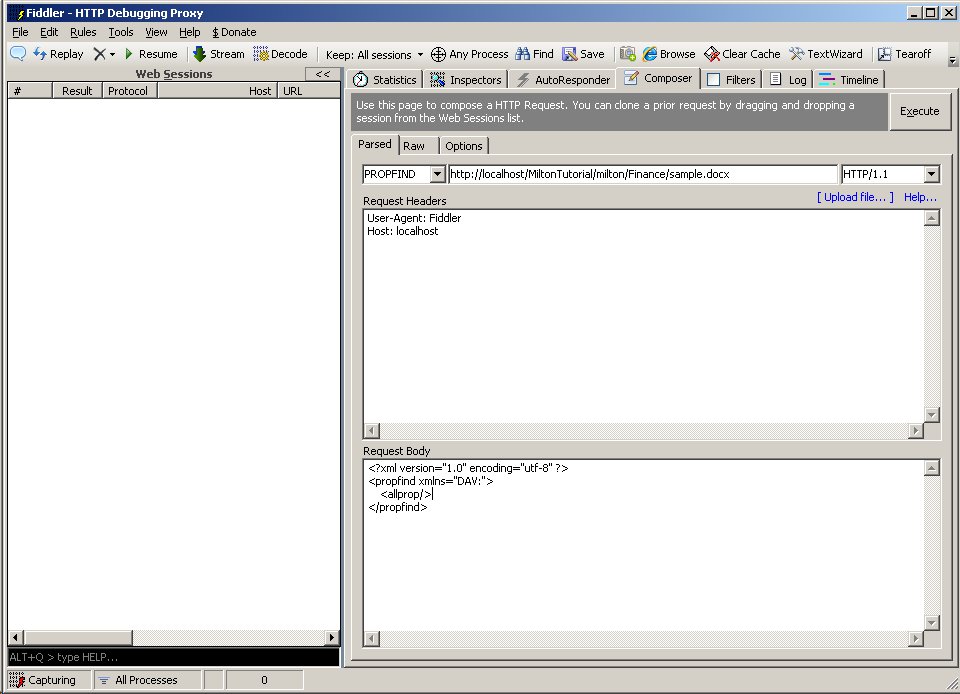 Fiddler - HTTP Debugging Proxy
File Edit Rules Tools View Help $ Donate
Replay Resume Stream Decode Keep: All sessions Any Process Find Save Browse Clear Cache TextWizard Tearoff
Web Sessions <<
# Result Protocol Host URL
Statistics Inspectors AutoResponder Composer Filters Log Timeline
Use this page to compose a HTTP Request. You can clone a prior request by dragging and dropping a
session from the Web Sessions list.
Execute
Parsed Raw Options
PROPFIND http://localhost/MiltonTutorial/milton/Finance/sample.docx HTTP/1.1
Request Headers [ Upload file... ] Help...
User-Agent: Fiddler
Host: localhost
Request Body
<?xml version="1.0" encoding="utf-8" ?>
<propfind xmlns="DAV:">
<allprop/>
</propfind>
ALT+Q > type HELP...
Capturing All Processes 0